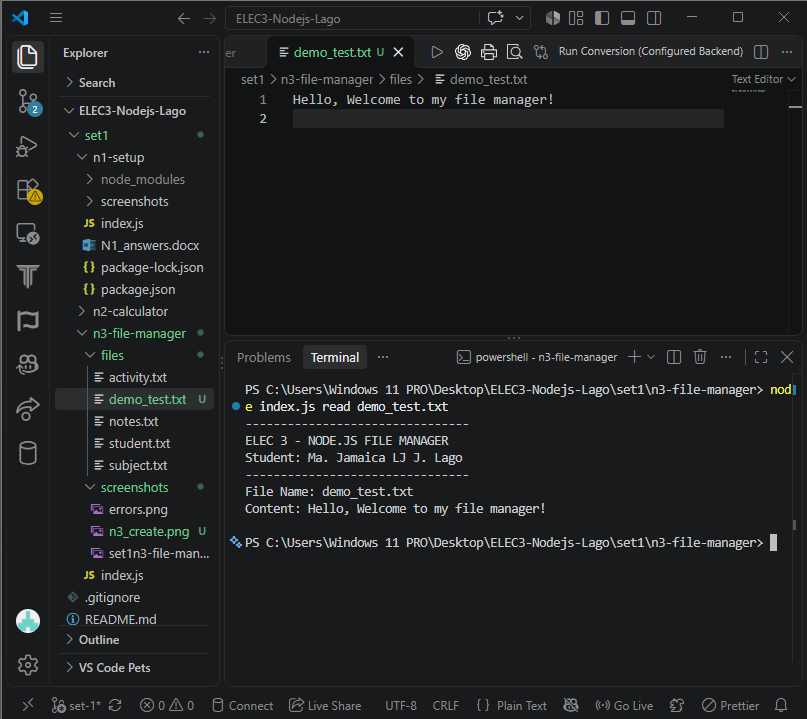 ELEC3-Nodejs-Lago
Explorer
Search
ELEC3-Nodejs-Lago
set1
n1-setup
node_modules
screenshots
JS index.js
N1_answers.docx
{} package-lock.json
{} package.json
n2-calculator
n3-file-manager
files
activity.txt
demo_test.txt U
notes.txt
student.txt
subject.txt
screenshots
errors.png
n3_create.png U
set1n3-file-man...
JS index.js
.gitignore
README.md
Outline
VS Code Pets
2
er
demo_test.txt U
Run Conversion (Configured Backend)
set1 > n3-file-manager > files > demo_test.txt
Text Editor
1 Hello, Welcome to my file manager!
2
Problems Terminal
powershell - n3-file-manager
PS C:\Users\Windows 11 PRO\Desktop\ELEC3-Nodejs-Lago\set1\n3-file-manager> nod
e index.js read demo_test.txt
--------------------------------
ELEC 3 - NODE.JS FILE MANAGER
Student: Ma. Jamaica LJ J. Lago
--------------------------------
File Name: demo_test.txt
Content: Hello, Welcome to my file manager!
PS C:\Users\Windows 11 PRO\Desktop\ELEC3-Nodejs-Lago\set1\n3-file-manager>
set-1* 0 0 Connect Live Share UTF-8 CRLF {} Plain Text Go Live Prettier